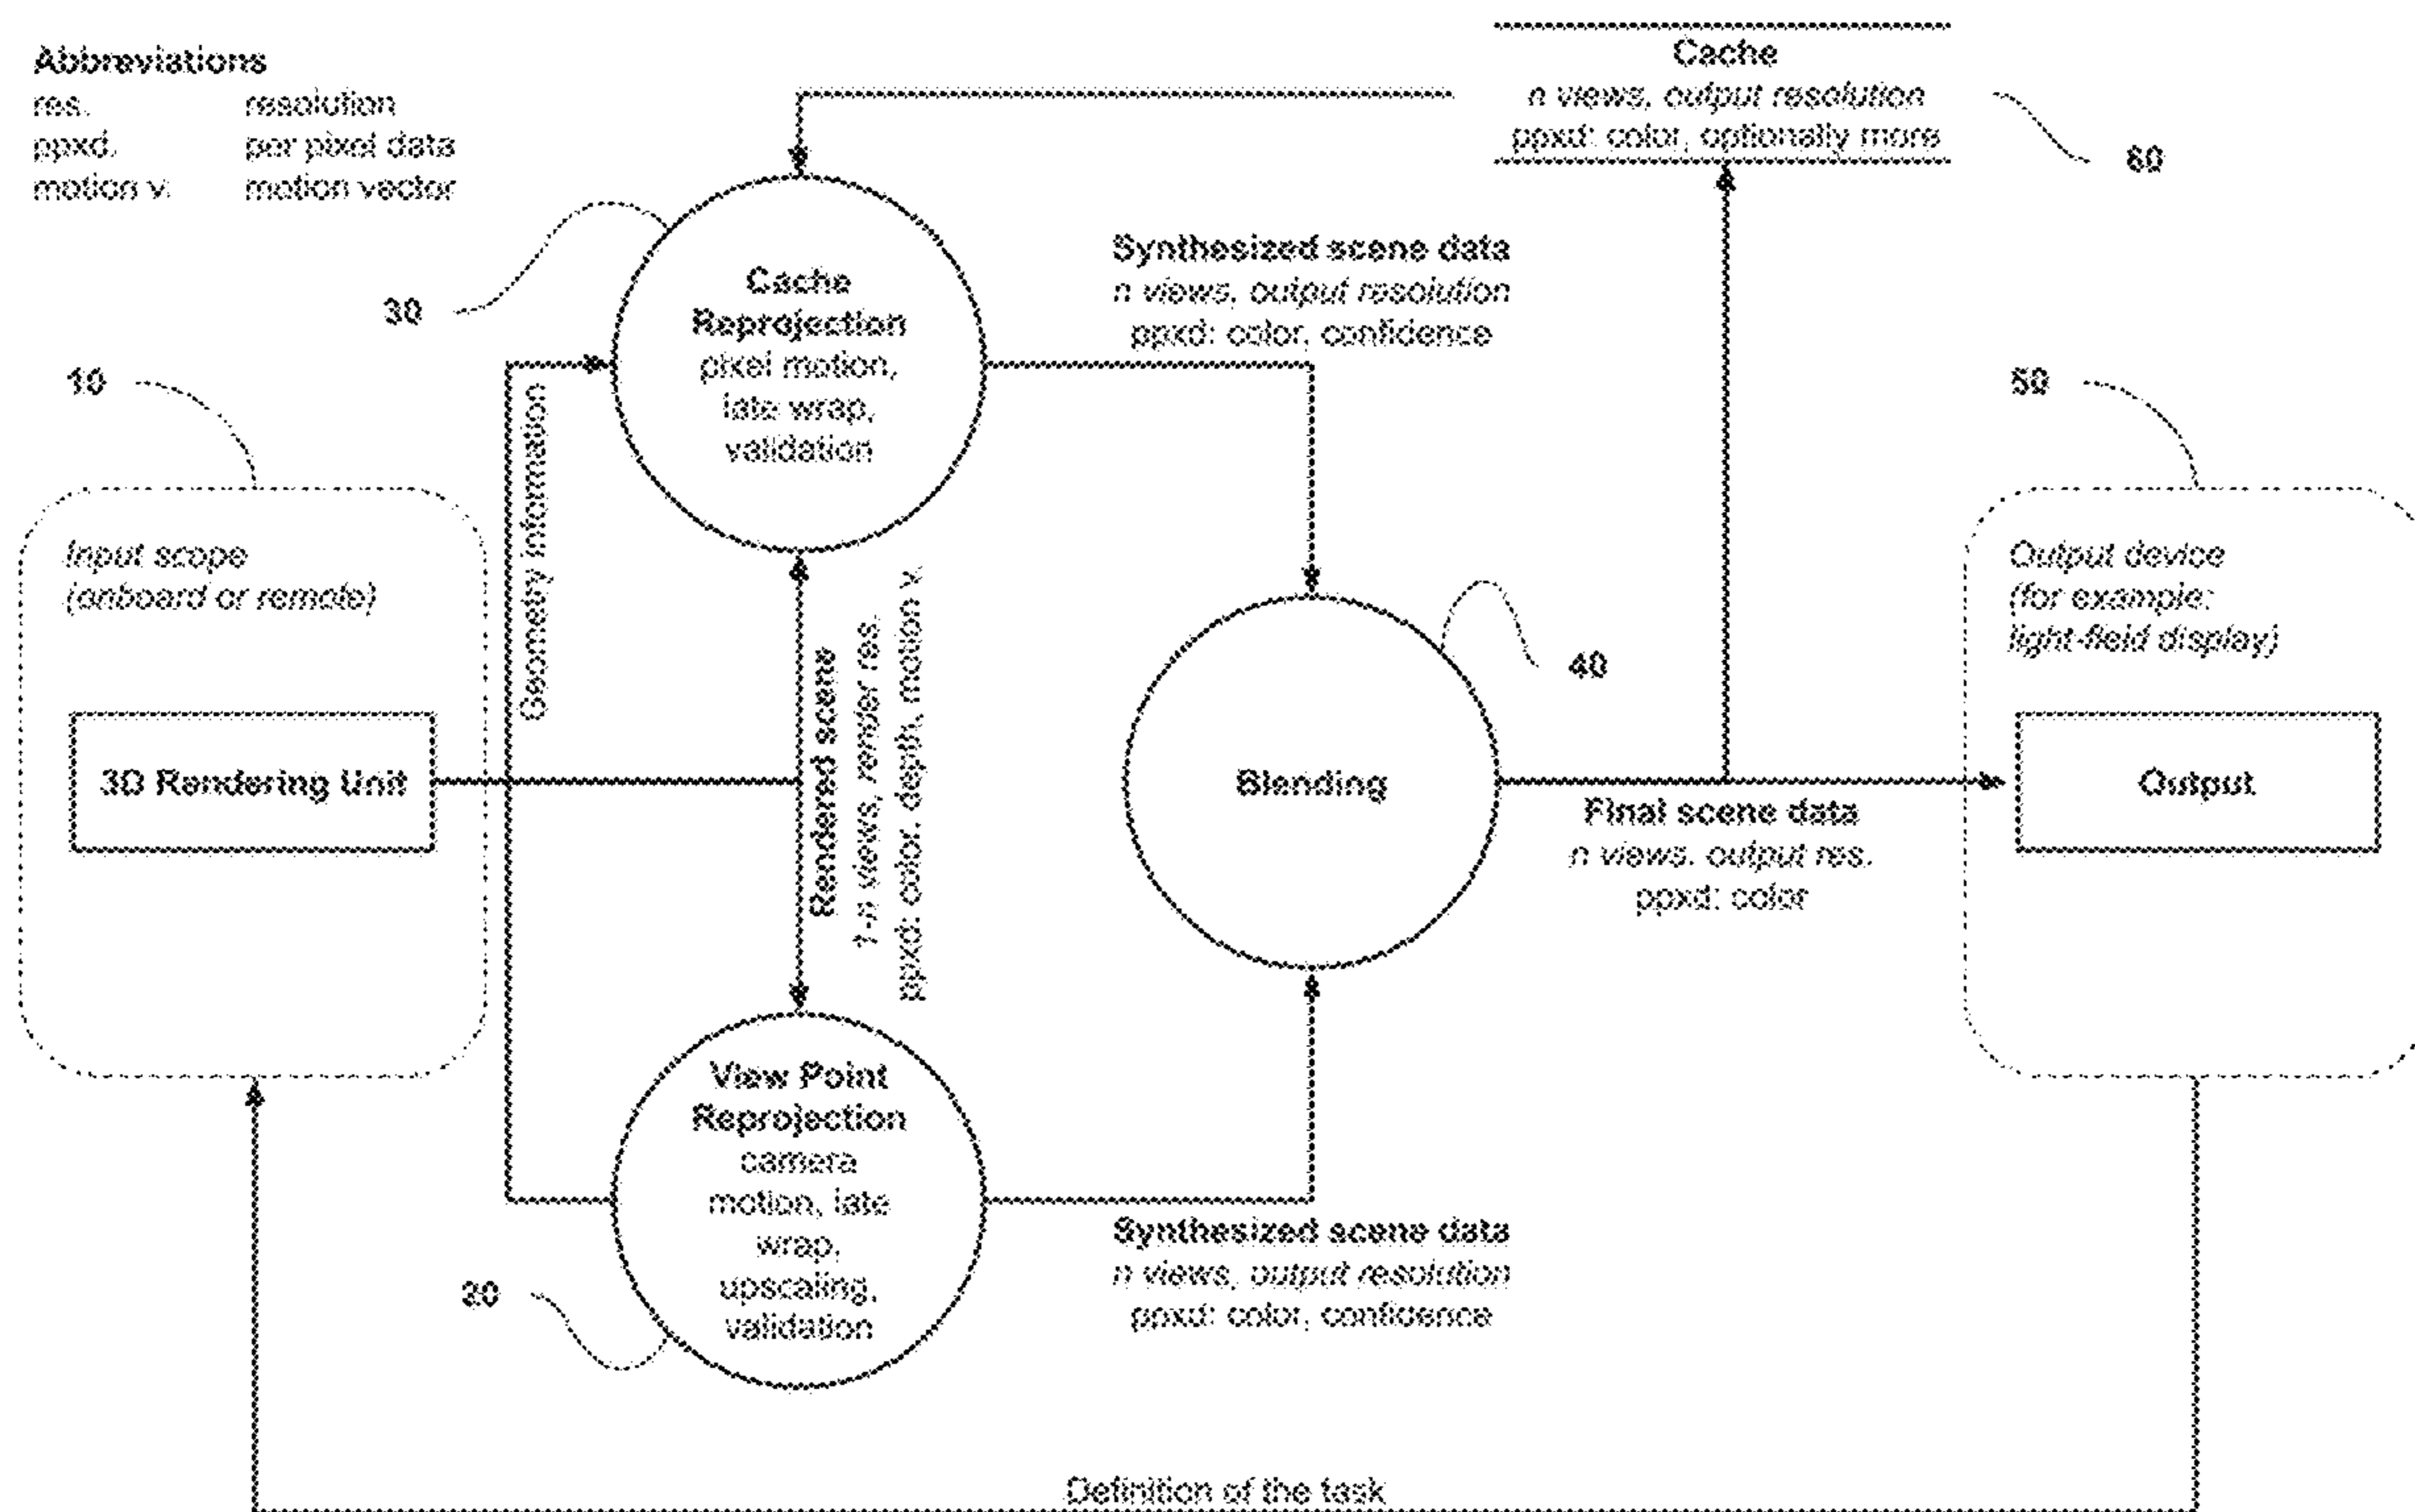 Abbreviations
res. resolution
ppxd. per pixel data
motion v. motion vector
Cache
n views, output resolution
ppxd: color, optionally more
60
30
Cache
Reprojection
pixel motion,
late wrap,
validation
Synthesized scene data
n views, output resolution
ppxd: color, confidence
10
50
Input scope
(onboard or remote)
Geometry information
Output device
(for example:
light-field display)
40
3D Rendering Unit
Rendered scene
1-n views, render res.
ppxd: color, depth, motion v.
Blending
Final scene data
n views, output res.
ppxd: color
Output
View Point
Reprojection
camera
motion, late
wrap,
upscaling,
validation
20
Synthesized scene data
n views, output resolution
ppxd: color, confidence
Definition of the task